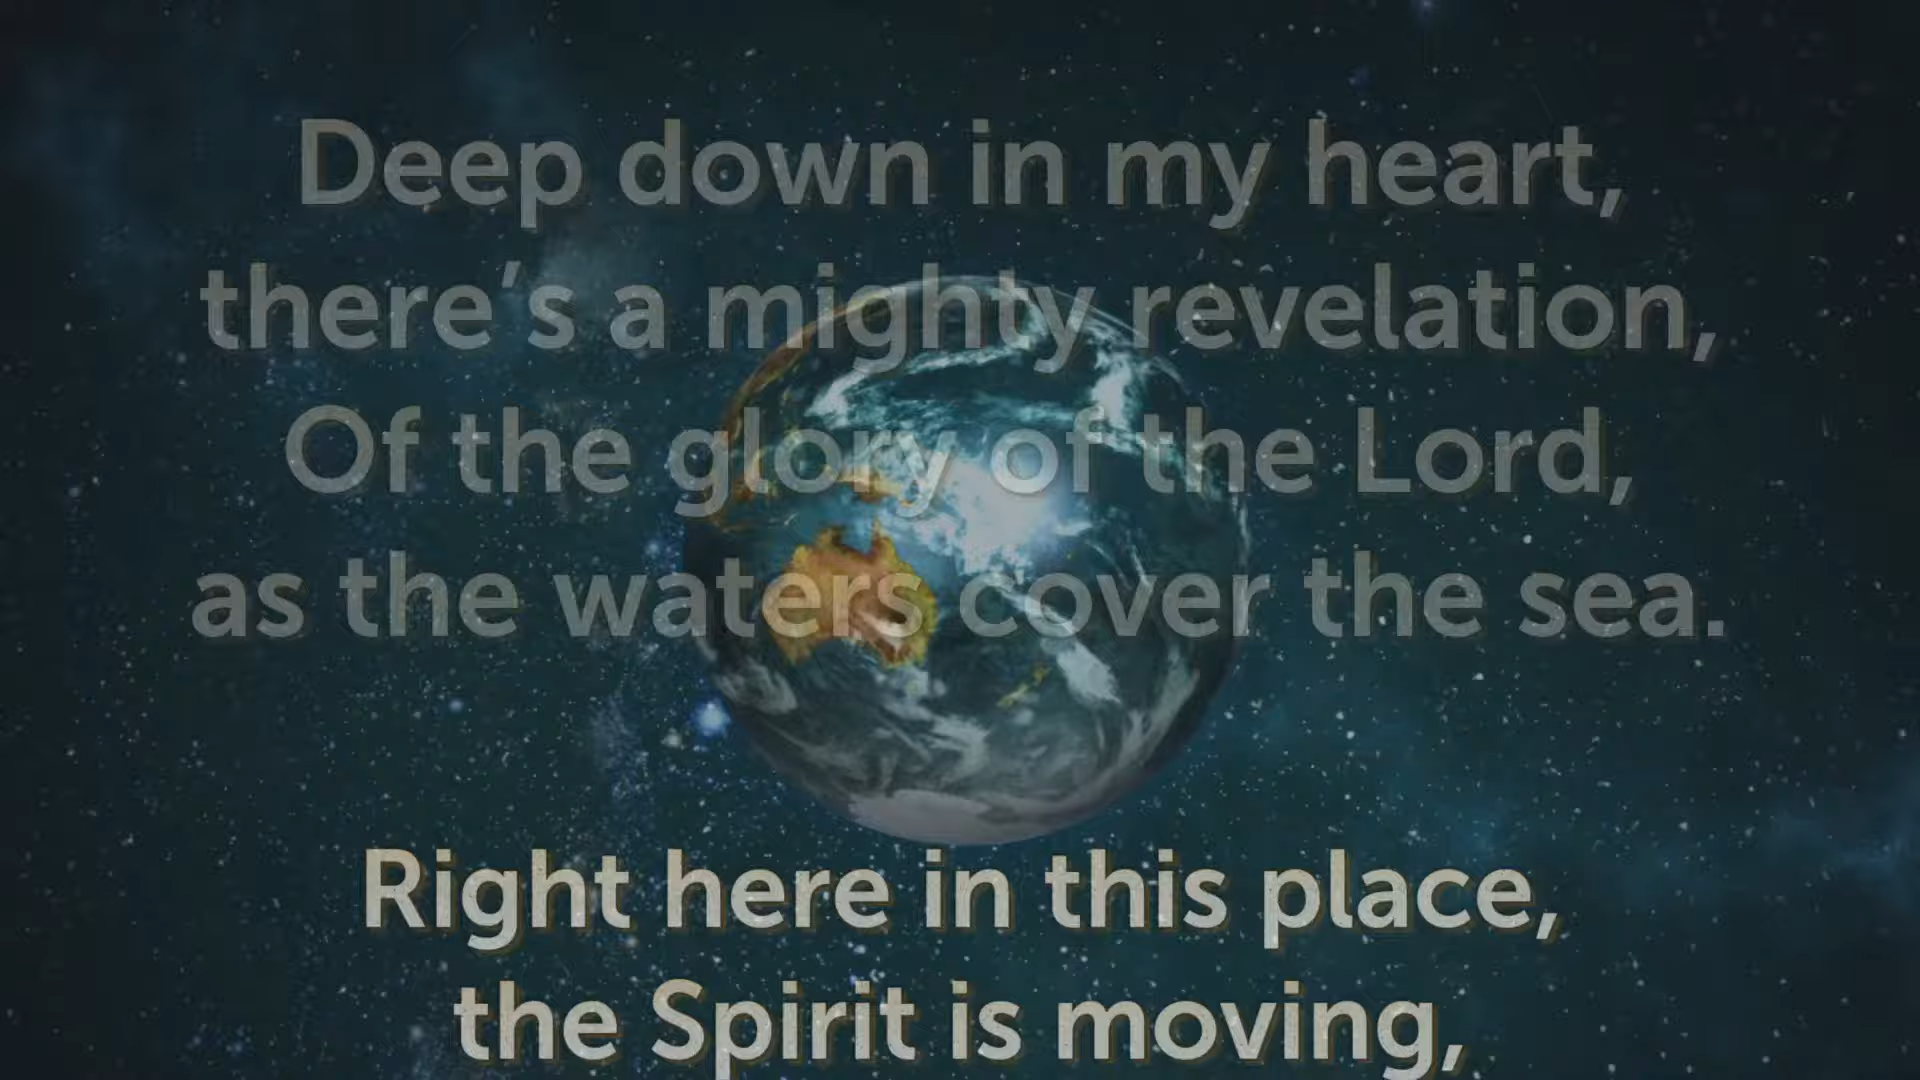 Deep down in my heart,
there’s a mighty revelation,
Of the glory of the Lord,
as the waters cover the sea.
Right here in this place,
the Spirit is moving,